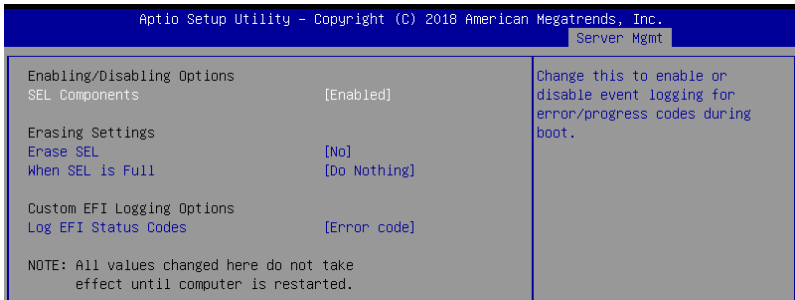 Aptio Setup Utility – Copyright (C) 2018 American Megatrends, Inc.
Server Mgmt
Enabling/Disabling Options
SEL Components [Enabled]
Erasing Settings
Erase SEL [No]
When SEL is Full [Do Nothing]
Custom EFI Logging Options
Log EFI Status Codes [Error code]
NOTE: All values changed here do not take
effect until computer is restarted.
Change this to enable or
disable event logging for
error/progress codes during
boot.